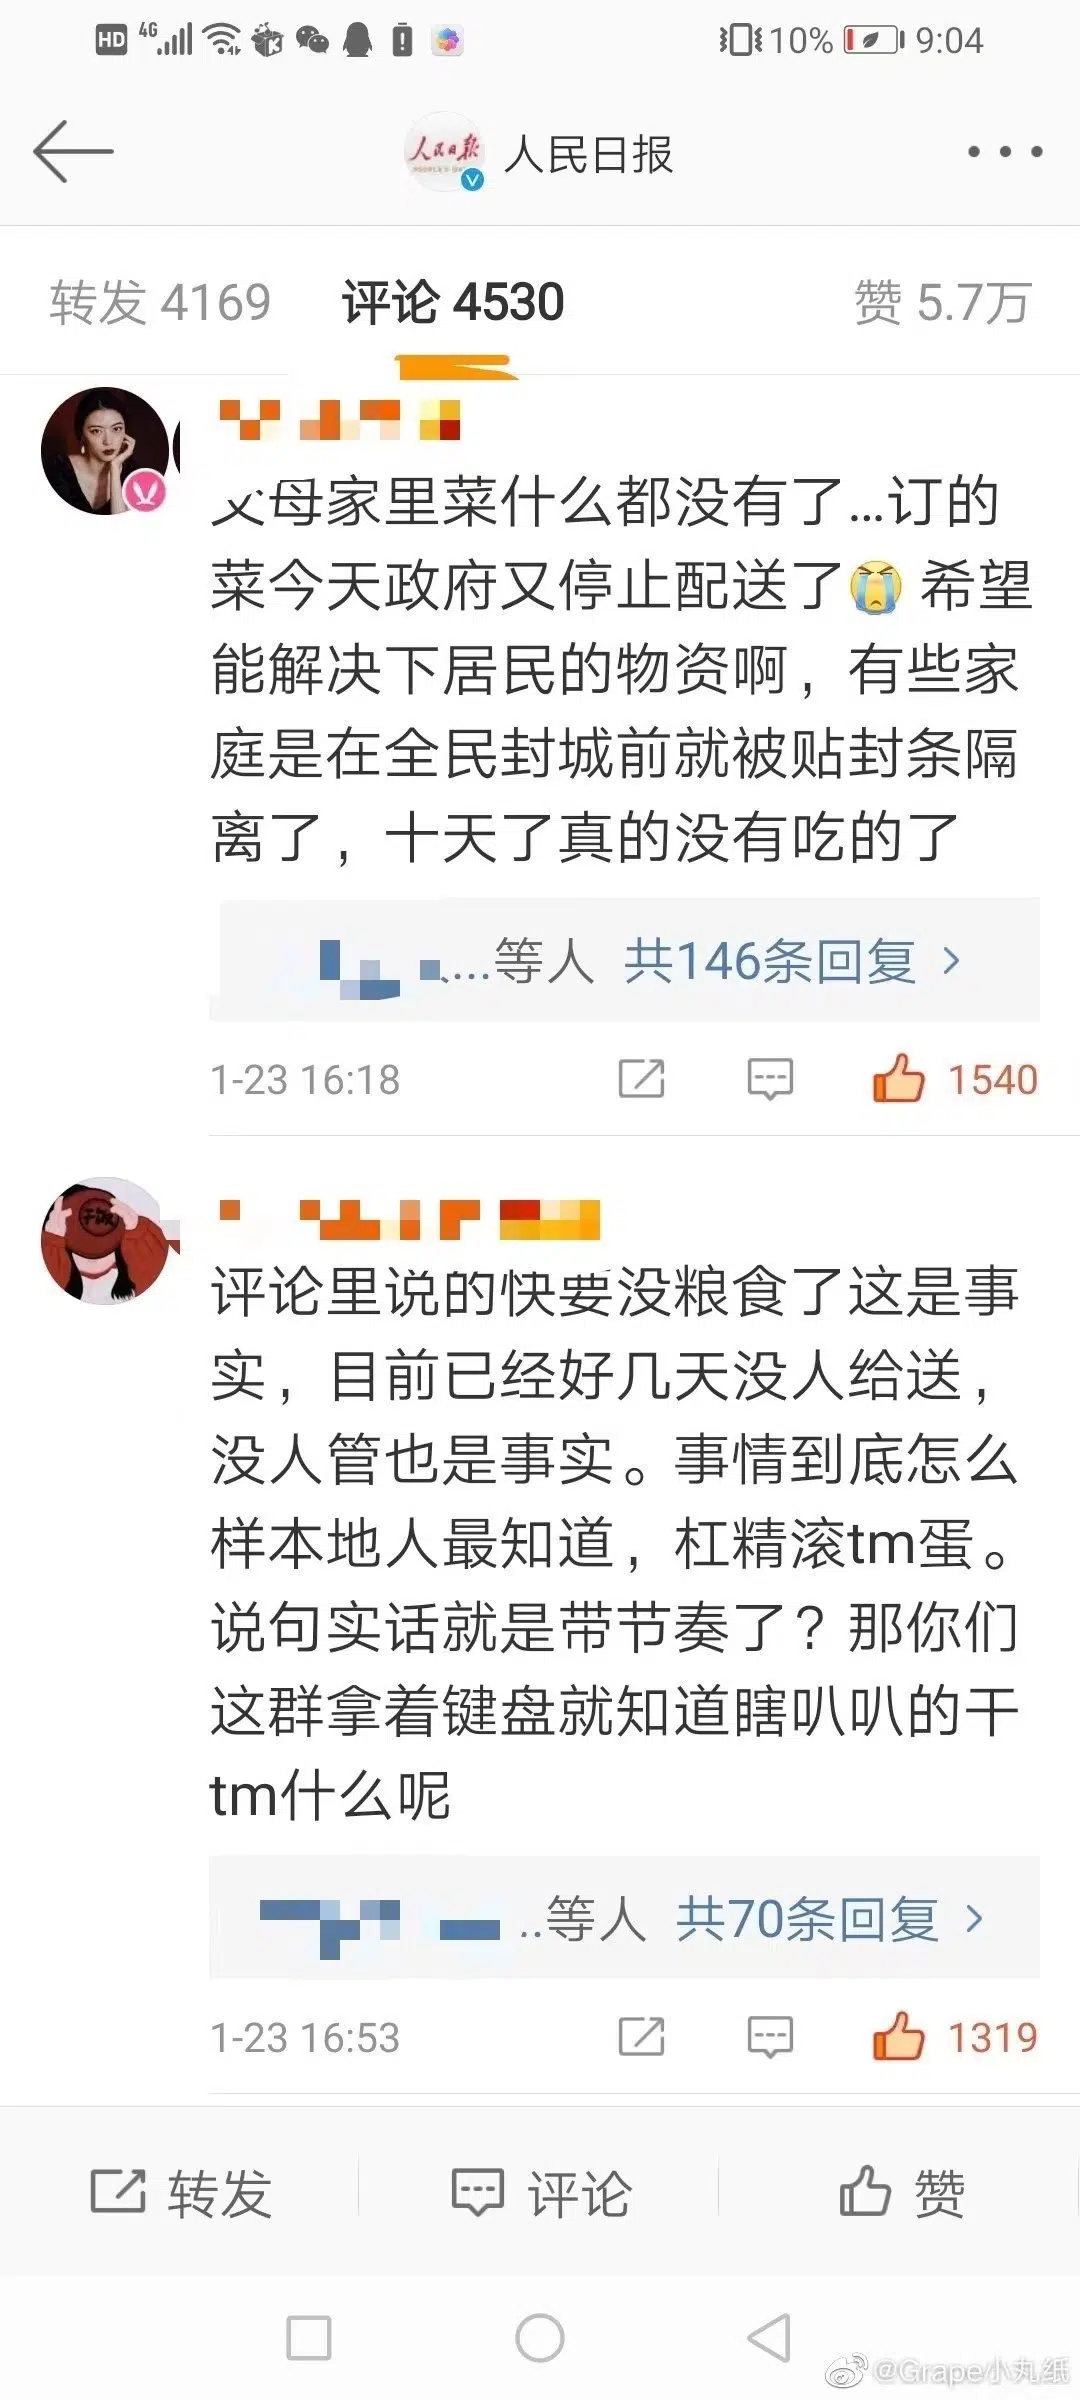 HD 4G 10% 9:04
人民日报
转发 4169 评论 4530 赞 5.7万
父母家里菜什么都没有了...订的
菜今天政府又停止配送了 希望
能解决下居民的物资啊，有些家
庭是在全民封城前就被贴封条隔
离了，十天了真的没有吃的了
...等人 共146条回复
1-23 16:18 1540
干饭
评论里说的快要没粮食了这是事
实，目前已经好几天没人给送，
没人管也是事实。事情到底怎么
样本地人最知道，杠精滚tm蛋。
说句实话就是带节奏了？那你们
这群拿着键盘就知道瞎叭叭的干
tm什么呢
..等人 共70条回复
1-23 16:53 1319
转发 评论 赞
@Grape小丸纸